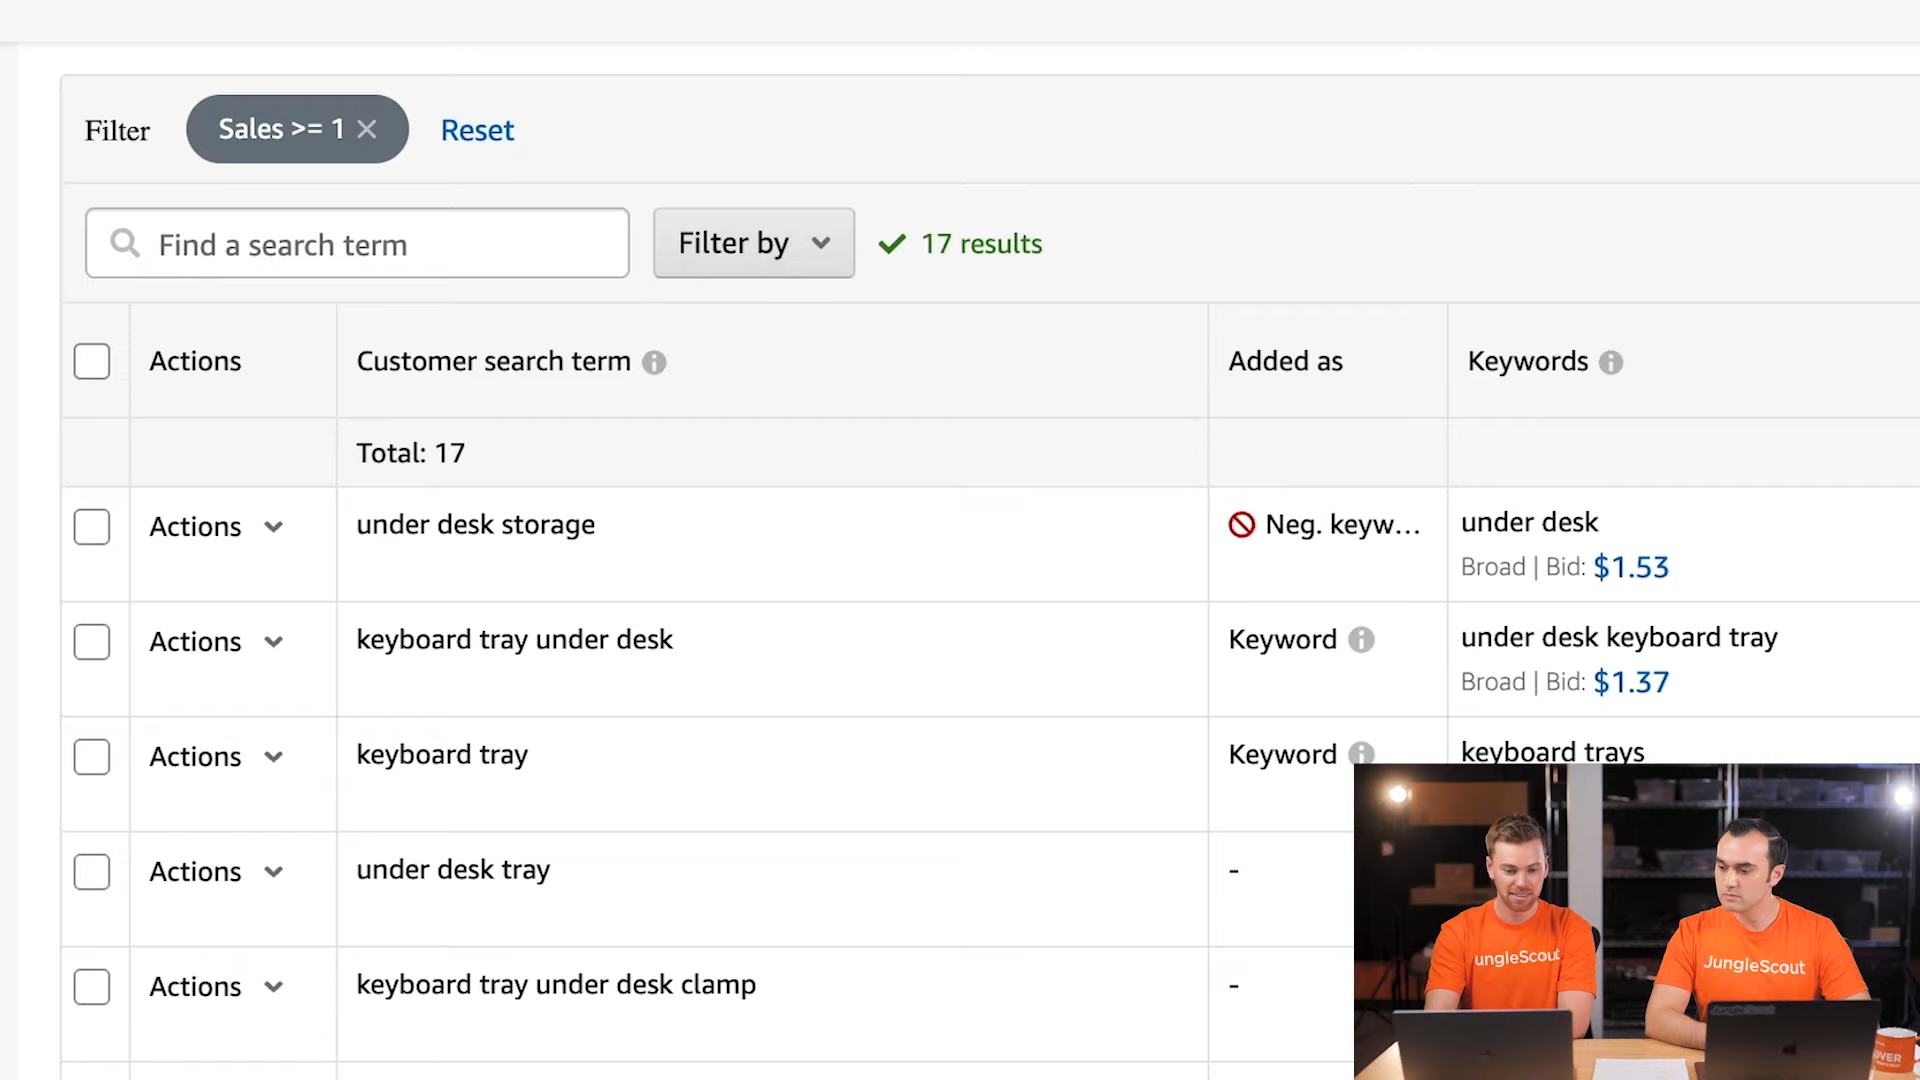 Filter Sales >= 1 Reset
Find a search term Filter by 17 results
Actions Customer search term Added as Keywords
Total: 17
Actions under desk storage Neg. keyw... under desk
Broad | Bid: $1.53
Actions keyboard tray under desk Keyword under desk keyboard tray
Broad | Bid: $1.37
Actions keyboard tray Keyword keyboard trays
Actions under desk tray -
Actions keyboard tray under desk clamp -
ungleScout JungleScout
JungleScout
OVER